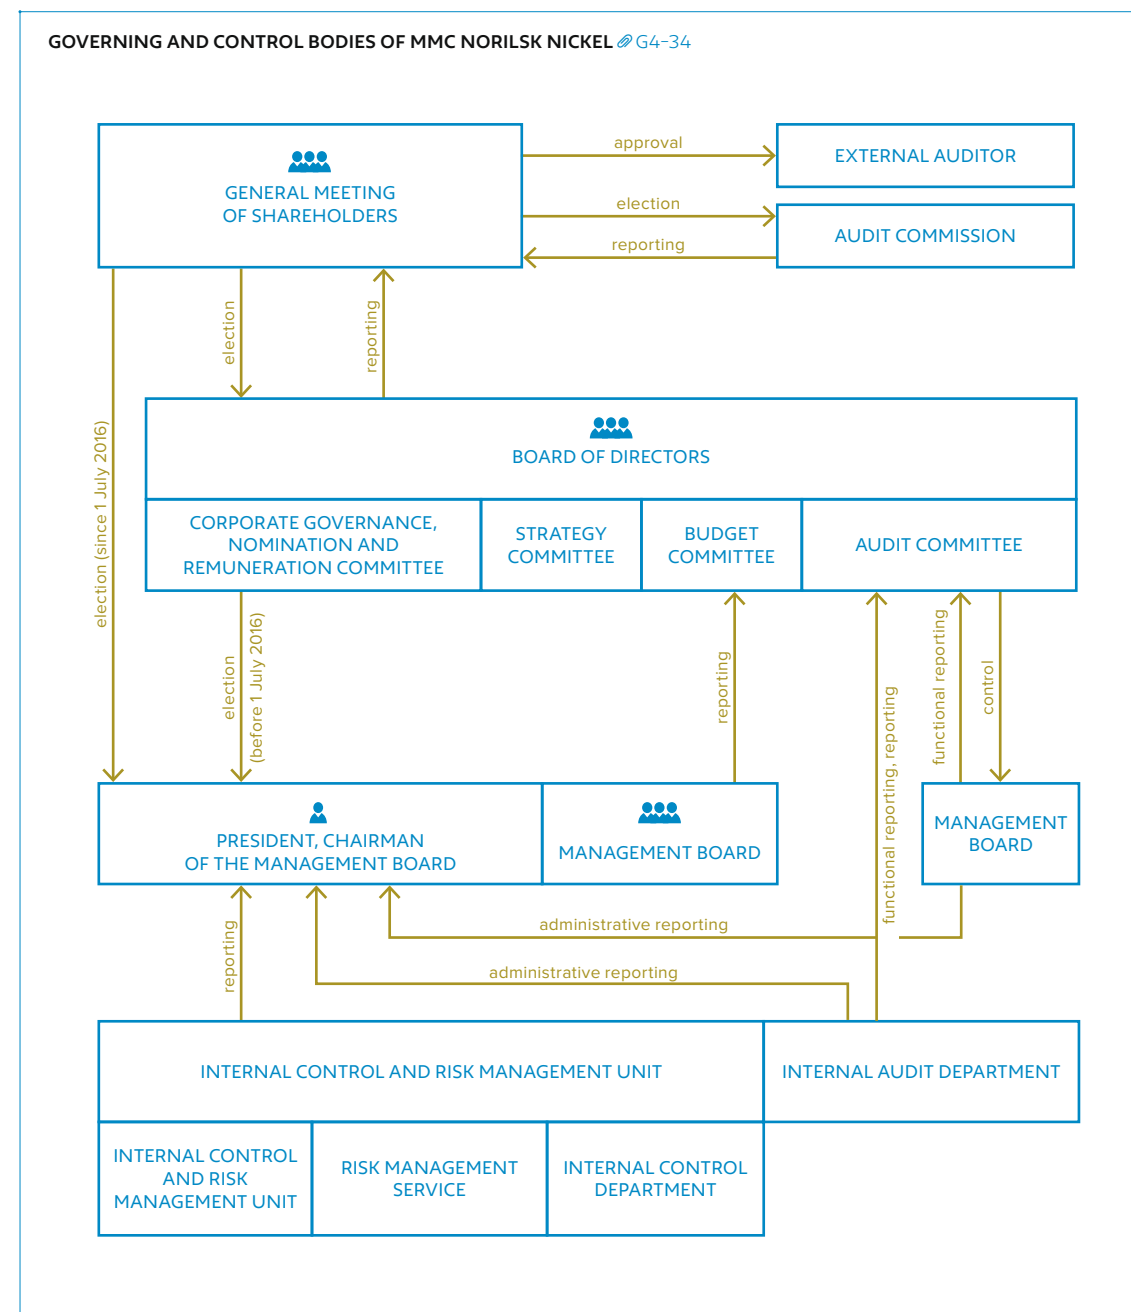 GOVERNING AND CONTROL BODIES OF MMC NORILSK NICKEL G4-34
GENERAL MEETING
OF SHAREHOLDERS
approval
EXTERNAL AUDITOR
election
reporting
AUDIT COMMISSION
election (since 1 July 2016)
election
reporting
BOARD OF DIRECTORS
CORPORATE GOVERNANCE,
NOMINATION AND
REMUNERATION COMMITTEE
STRATEGY
COMMITTEE
BUDGET
COMMITTEE
AUDIT COMMITTEE
election
(before 1 July 2016)
reporting
functional reporting, reporting
functional reporting
control
PRESIDENT, CHAIRMAN
OF THE MANAGEMENT BOARD
MANAGEMENT BOARD
MANAGEMENT
BOARD
reporting
administrative reporting
administrative reporting
INTERNAL CONTROL AND RISK MANAGEMENT UNIT
INTERNAL AUDIT DEPARTMENT
INTERNAL CONTROL
AND RISK
MANAGEMENT UNIT
RISK MANAGEMENT
SERVICE
INTERNAL CONTROL
DEPARTMENT